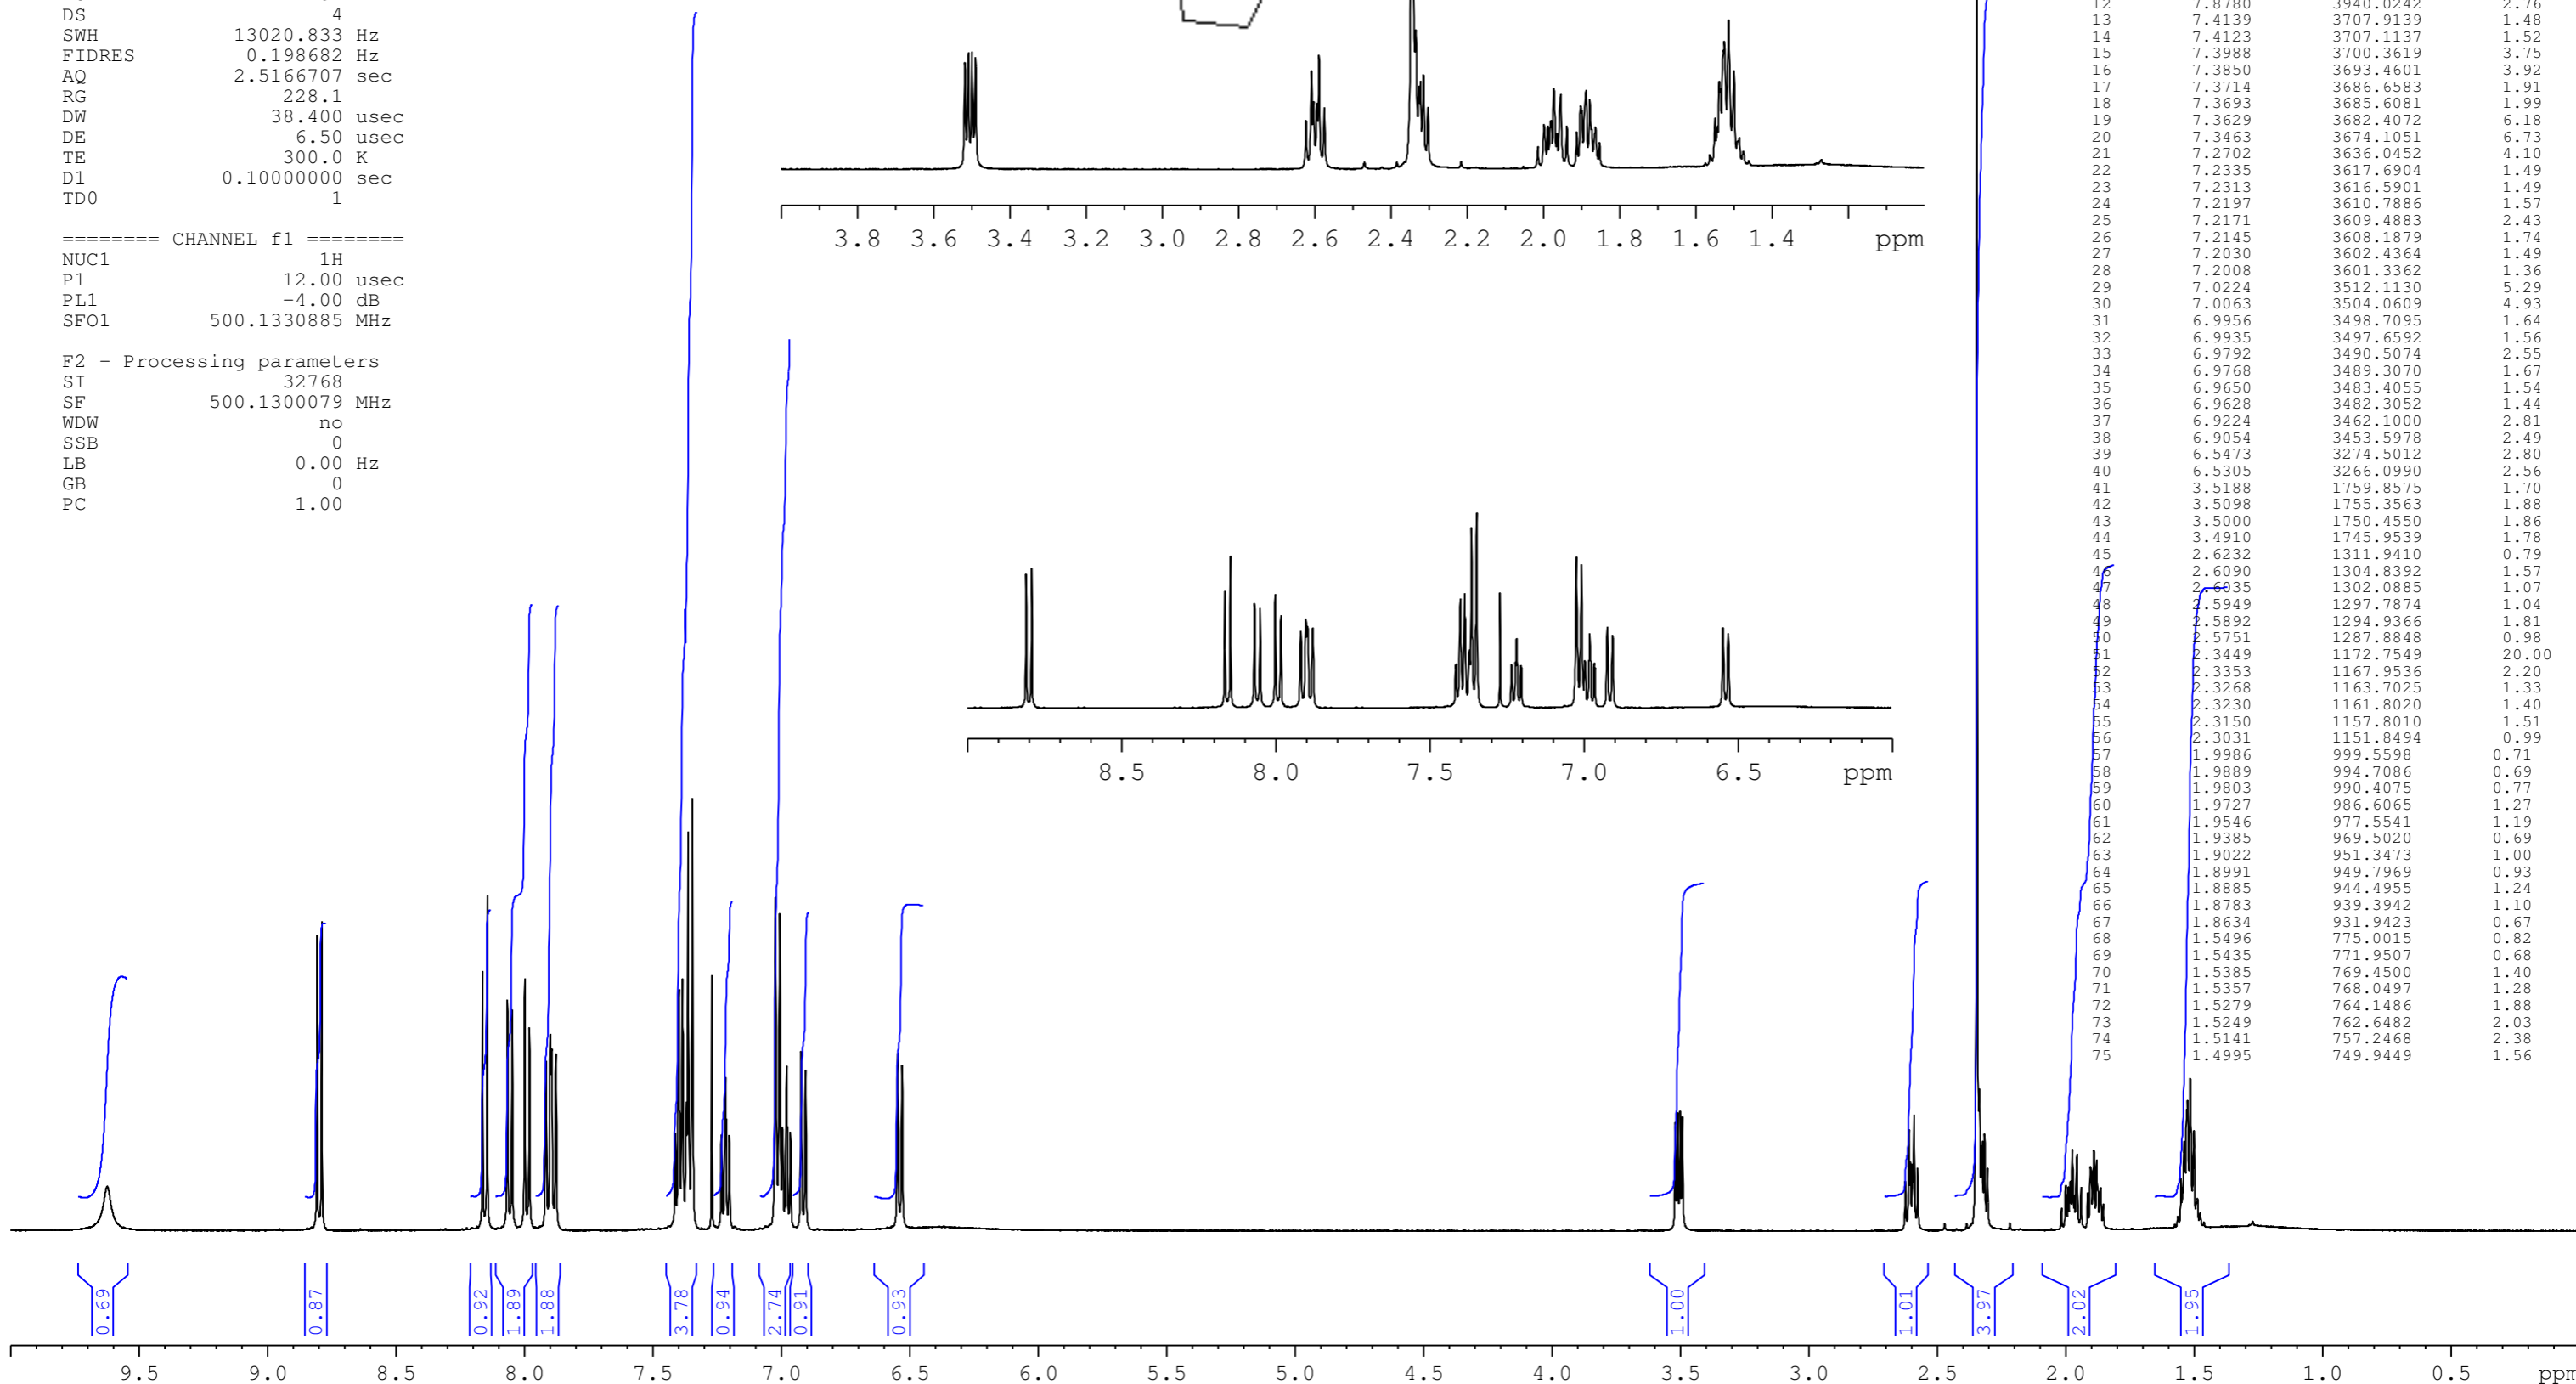 DS 4
SWH 13020.833 Hz
FIDRES 0.198682 Hz
AQ 2.5166707 sec
RG 228.1
DW 38.400 usec
DE 6.50 usec
TE 300.0 K
D1 0.10000000 sec
TD0 1
======== CHANNEL f1 ========
NUC1 1H
P1 12.00 usec
PL1 -4.00 dB
SFO1 500.1330885 MHz
F2 - Processing parameters
SI 32768
SF 500.1300079 MHz
WDW no
SSB 0
LB 0.00 Hz
GB 0
PC 1.00
3.8 3.6 3.4 3.2 3.0 2.8 2.6 2.4 2.2 2.0 1.8 1.6 1.4 ppm
8.5 8.0 7.5 7.0 6.5 ppm
12 7.8780 3940.0242 2.76
13 7.4139 3707.9139 1.48
14 7.4123 3707.1137 1.52
15 7.3988 3700.3619 3.75
16 7.3850 3693.4601 3.92
17 7.3714 3686.6583 1.91
18 7.3693 3685.6081 1.99
19 7.3629 3682.4072 6.18
20 7.3463 3674.1051 6.73
21 7.2702 3636.0452 4.10
22 7.2335 3617.6904 1.49
23 7.2313 3616.5901 1.49
24 7.2197 3610.7886 1.57
25 7.2171 3609.4883 2.43
26 7.2145 3608.1879 1.74
27 7.2030 3602.4364 1.49
28 7.2008 3601.3362 1.36
29 7.0224 3512.1130 5.29
30 7.0063 3504.0609 4.93
31 6.9956 3498.7095 1.64
32 6.9935 3497.6592 1.56
33 6.9792 3490.5074 2.55
34 6.9768 3489.3070 1.67
35 6.9650 3483.4055 1.54
36 6.9628 3482.3052 1.44
37 6.9224 3462.1000 2.81
38 6.9054 3453.5978 2.49
39 6.5473 3274.5012 2.80
40 6.5305 3266.0990 2.56
41 3.5188 1759.8575 1.70
42 3.5098 1755.3563 1.88
43 3.5000 1750.4550 1.86
44 3.4910 1745.9539 1.78
45 2.6232 1311.9410 0.79
46 2.6090 1304.8392 1.57
47 2.6035 1302.0885 1.07
48 2.5949 1297.7874 1.04
49 2.5892 1294.9366 1.81
50 2.5751 1287.8848 0.98
51 2.3449 1172.7549 20.00
52 2.3353 1167.9536 2.20
53 2.3268 1163.7025 1.33
54 2.3230 1161.8020 1.40
55 2.3150 1157.8010 1.51
56 2.3031 1151.8494 0.99
57 1.9986 999.5598 0.71
58 1.9889 994.7086 0.69
59 1.9803 990.4075 0.77
60 1.9727 986.6065 1.27
61 1.9546 977.5541 1.19
62 1.9385 969.5020 0.69
63 1.9022 951.3473 1.00
64 1.8991 949.7969 0.93
65 1.8885 944.4955 1.24
66 1.8783 939.3942 1.10
67 1.8634 931.9423 0.67
68 1.5496 775.0015 0.82
69 1.5435 771.9507 0.68
70 1.5385 769.4500 1.40
71 1.5357 768.0497 1.28
72 1.5279 764.1486 1.88
73 1.5249 762.6482 2.03
74 1.5141 757.2468 2.38
75 1.4995 749.9449 1.56
0.69 0.87 0.92 1.89 1.88 3.78 0.94 2.74 0.91 0.93 1.00 1.01 3.97 2.02 1.95
9.5 9.0 8.5 8.0 7.5 7.0 6.5 6.0 5.5 5.0 4.5 4.0 3.5 3.0 2.5 2.0 1.5 1.0 0.5 ppm